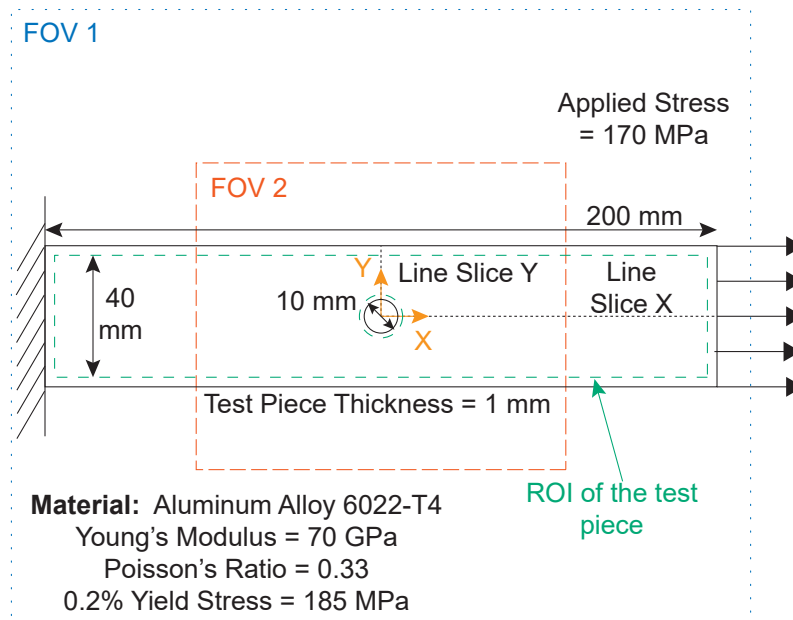 FOV 1
Applied Stress
= 170 MPa
FOV 2
200 mm
Y
Line Slice Y
Line
Slice X
40
mm
10 mm
X
Test Piece Thickness = 1 mm
Material: Aluminum Alloy 6022-T4
Young's Modulus = 70 GPa
Poisson's Ratio = 0.33
0.2% Yield Stress = 185 MPa
ROI of the test
piece